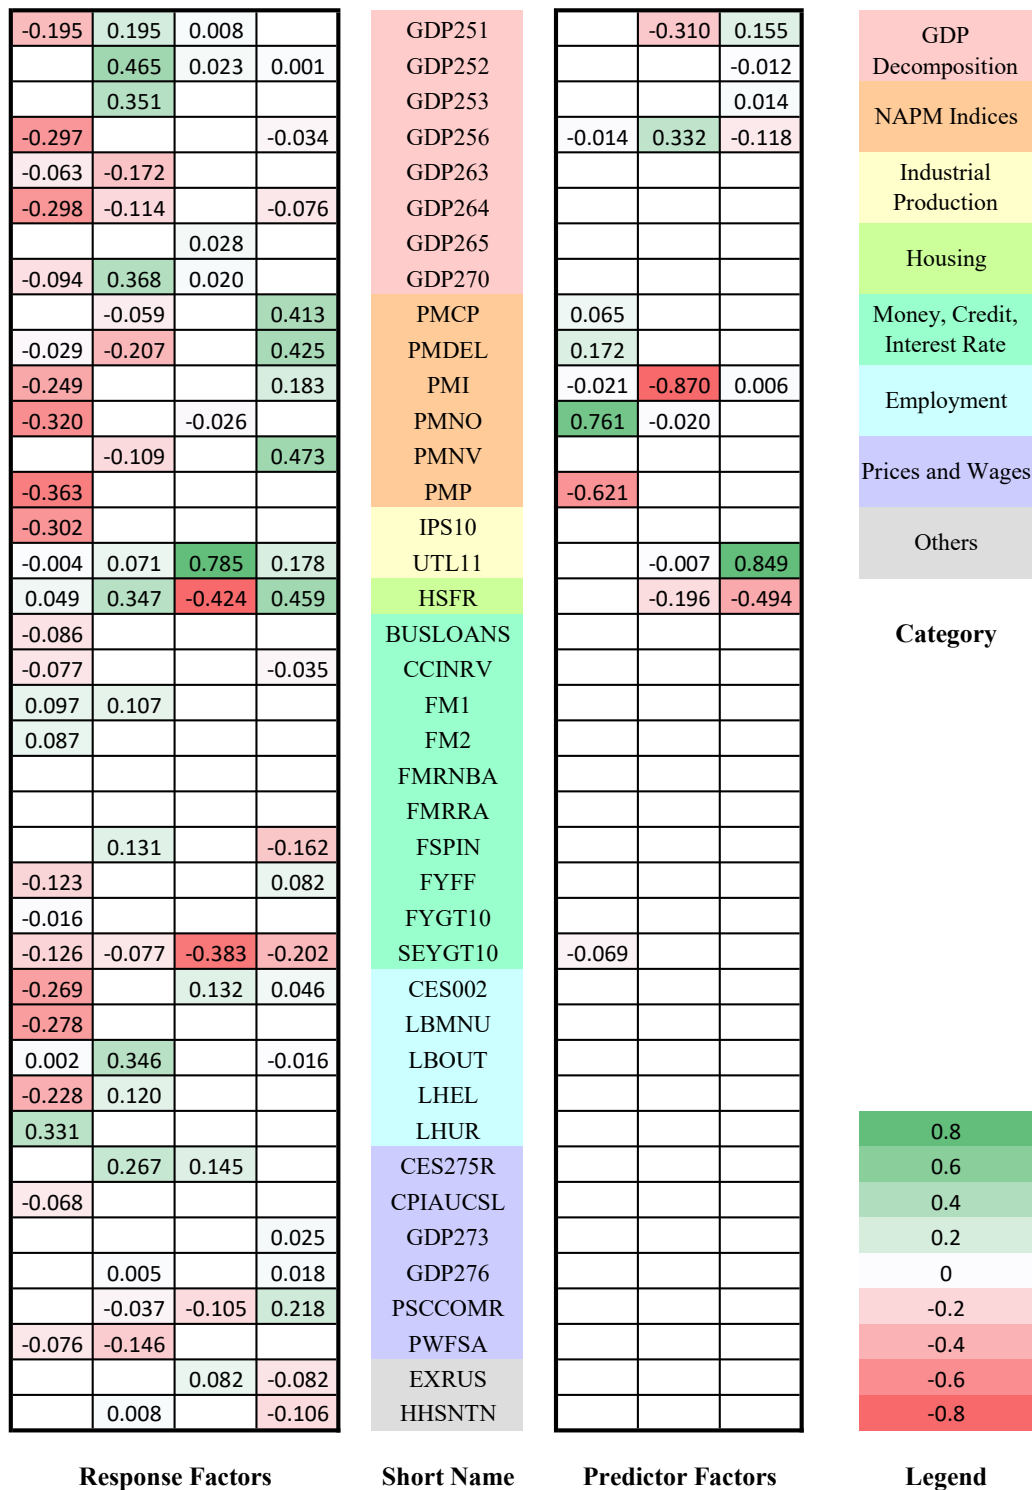 -0.195 0.195 0.008 GDP251 -0.310 0.155
0.465 0.023 0.001 GDP252 -0.012
0.351 GDP253 0.014
-0.297 -0.034 GDP256 -0.014 0.332 -0.118
-0.063 -0.172 GDP263
-0.298 -0.114 -0.076 GDP264
0.028 GDP265
-0.094 0.368 0.020 GDP270
-0.059 0.413 PMCP 0.065
-0.029 -0.207 0.425 PMDEL 0.172
-0.249 0.183 PMI -0.021 -0.870 0.006
-0.320 -0.026 PMNO 0.761 -0.020
-0.109 0.473 PMNV
-0.363 PMP -0.621
-0.302 IPS10
-0.004 0.071 0.785 0.178 UTL11 -0.007 0.849
0.049 0.347 -0.424 0.459 HSFR -0.196 -0.494
-0.086 BUSLOANS
-0.077 -0.035 CCINRV
0.097 0.107 FM1
0.087 FM2
FMRNBA
FMRRA
0.131 -0.162 FSPIN
-0.123 0.082 FYFF
-0.016 FYGT10
-0.126 -0.077 -0.383 -0.202 SEYGT10 -0.069
-0.269 0.132 0.046 CES002
-0.278 LBMNU
0.002 0.346 -0.016 LBOUT
-0.228 0.120 LHEL
0.331 LHUR
0.267 0.145 CES275R
-0.068 CPIAUCSL
0.025 GDP273
0.005 0.018 GDP276
-0.037 -0.105 0.218 PSCCOMR
-0.076 -0.146 PWFSA
0.082 -0.082 EXRUS
0.008 -0.106 HHSNTN
Response Factors Short Name Predictor Factors
GDP
Decomposition
NAPM Indices
Industrial
Production
Housing
Money, Credit,
Interest Rate
Employment
Prices and Wages
Others
Category
0.8
0.6
0.4
0.2
0
-0.2
-0.4
-0.6
-0.8
Legend